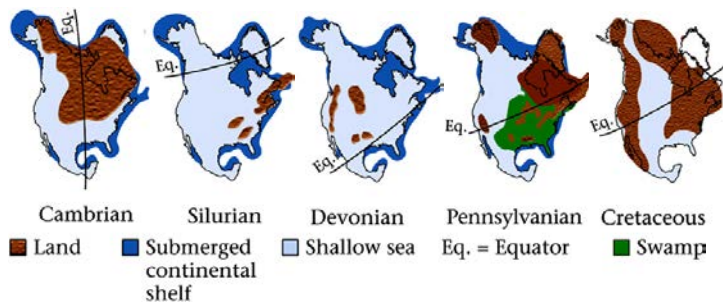 Eq.
Eq.
Eq.
Eq.
Eq.
Cambrian Silurian Devonian Pennsylvanian Cretaceous
Land Submerged continental shelf Shallow sea Eq. = Equator Swamp